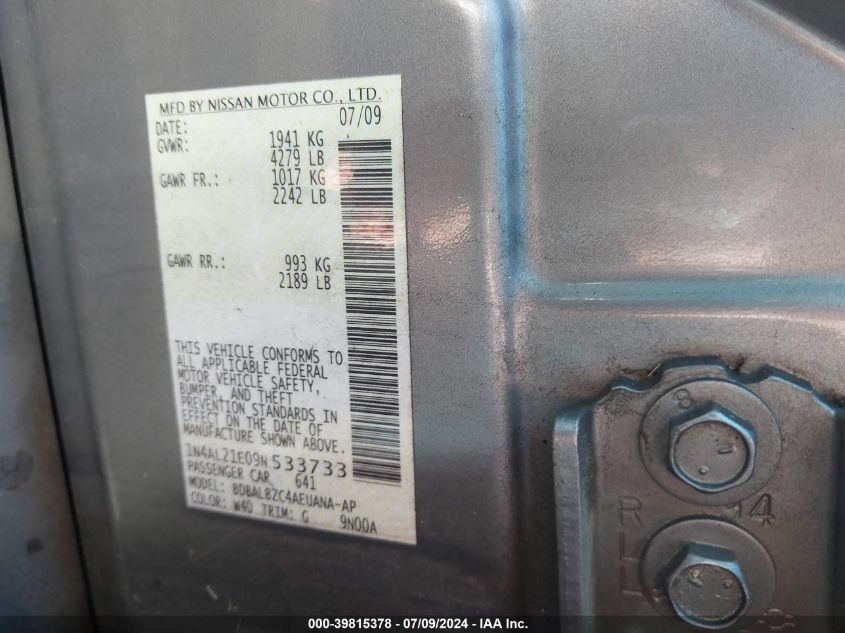 MFD BY NISSAN MOTOR CO., LTD.
DATE: 07/09
GVWR: 1941 KG
4279 LB
GAWR FR.: 1017 KG
2242 LB
GAWR RR.: 993 KG
2189 LB
THIS VEHICLE CONFORMS TO
ALL APPLICABLE FEDERAL
MOTOR VEHICLE SAFETY,
BUMPER, AND THEFT
PREVENTION STANDARDS IN
EFFECT ON THE DATE OF
MANUFACTURE SHOWN ABOVE.
1N4AL21E09N533733
PASSENGER CAR 641
MODEL: BDBALBZC4AEUANA-AP
COLOR: W40 TRIM: G 9N00A
8
4
R
L
000-39815378 - 07/09/2024 - IAA Inc.